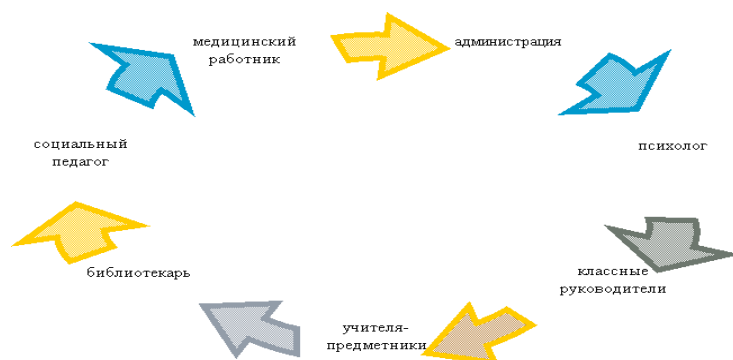 медицинский
работник
администрация
психолог
классные
руководители
учителя-
предметники
библиотекарь
социальный
педагог